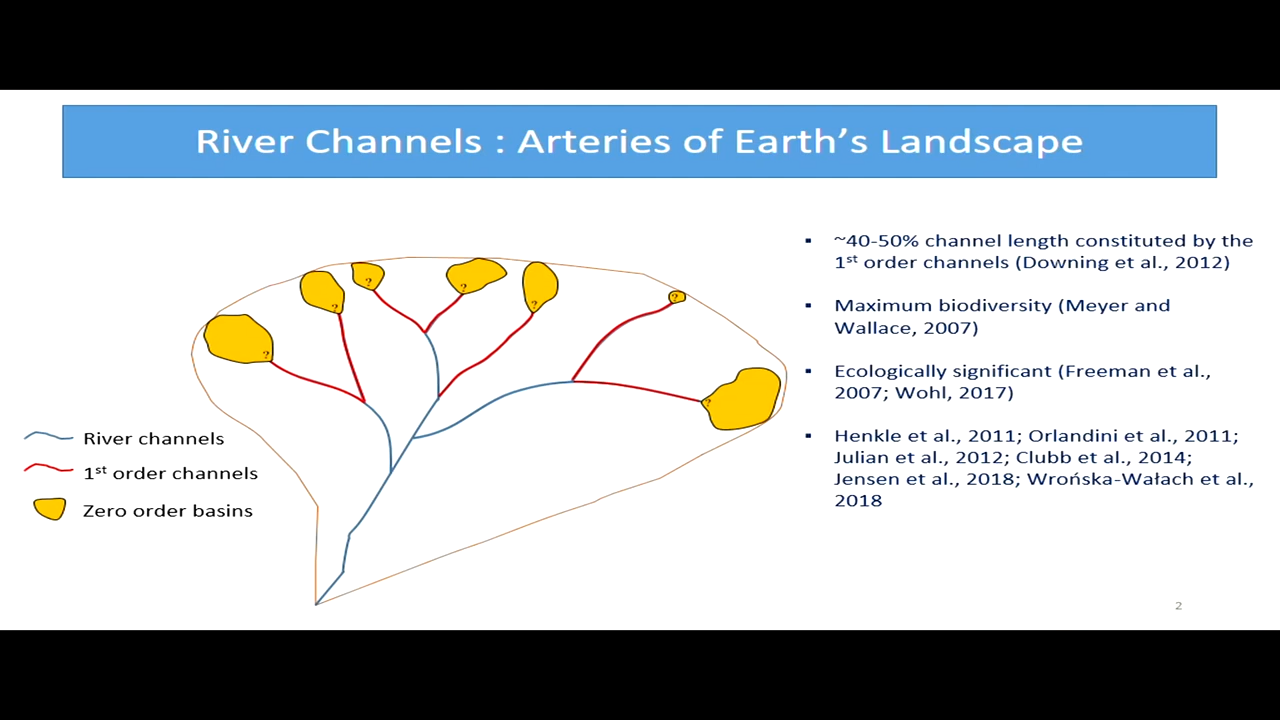 River Channels : Arteries of Earth's Landscape
▪ ~40-50% channel length constituted by the
1st order channels (Downing et al., 2012)
▪ Maximum biodiversity (Meyer and
Wallace, 2007)
▪ Ecologically significant (Freeman et al.,
2007; Wohl, 2017)
▪ Henkle et al., 2011; Orlandini et al., 2011;
Julian et al., 2012; Clubb et al., 2014;
Jensen et al., 2018; Wrońska-Wałach et al.,
2018
?
?
?
?
?
?
?
River channels
1st order channels
Zero order basins
2